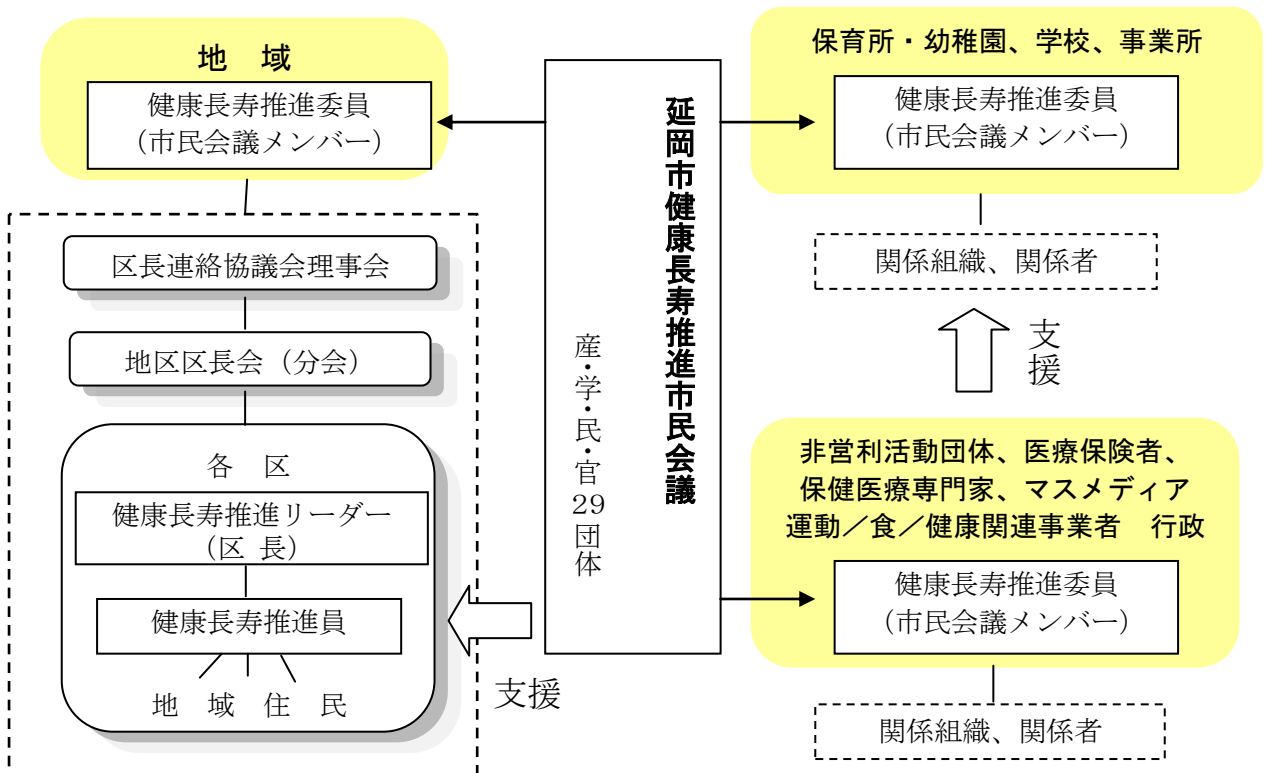 地　域
健康長寿推進委員
（市民会議メンバー）
区長連絡協議会理事会
地区区長会（分会）
各　区
健康長寿推進リーダー
（区 長）
健康長寿推進員
地　域　住　民
支援
延岡市健康長寿推進市民会議
産・学・民・官29団体
保育所・幼稚園、学校、事業所
健康長寿推進委員
（市民会議メンバー）
関係組織、関係者
支援
非営利活動団体、医療保険者、
保健医療専門家、マスメディア
運動／食／健康関連事業者　行政
健康長寿推進委員
（市民会議メンバー）
関係組織、関係者